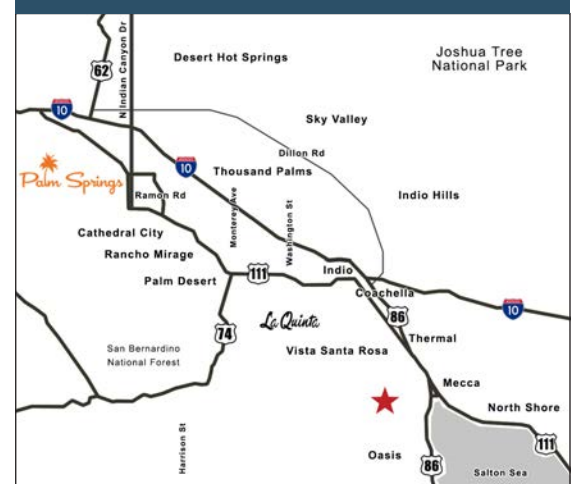 Joshua Tree
National Park
Desert Hot Springs
N Indian Canyon Dr
62
10
Sky Valley
Dillon Rd
10
Thousand Palms
Palm Springs
Ramon Rd
Indio Hills
Monterey Ave
Washington St
Cathedral City
Rancho Mirage
Indio
111
Palm Desert
Coachella
10
86
La Quinta
74
Thermal
San Bernardino
National Forest
Vista Santa Rosa
Mecca
North Shore
Harrison St
111
Oasis
86
Salton Sea